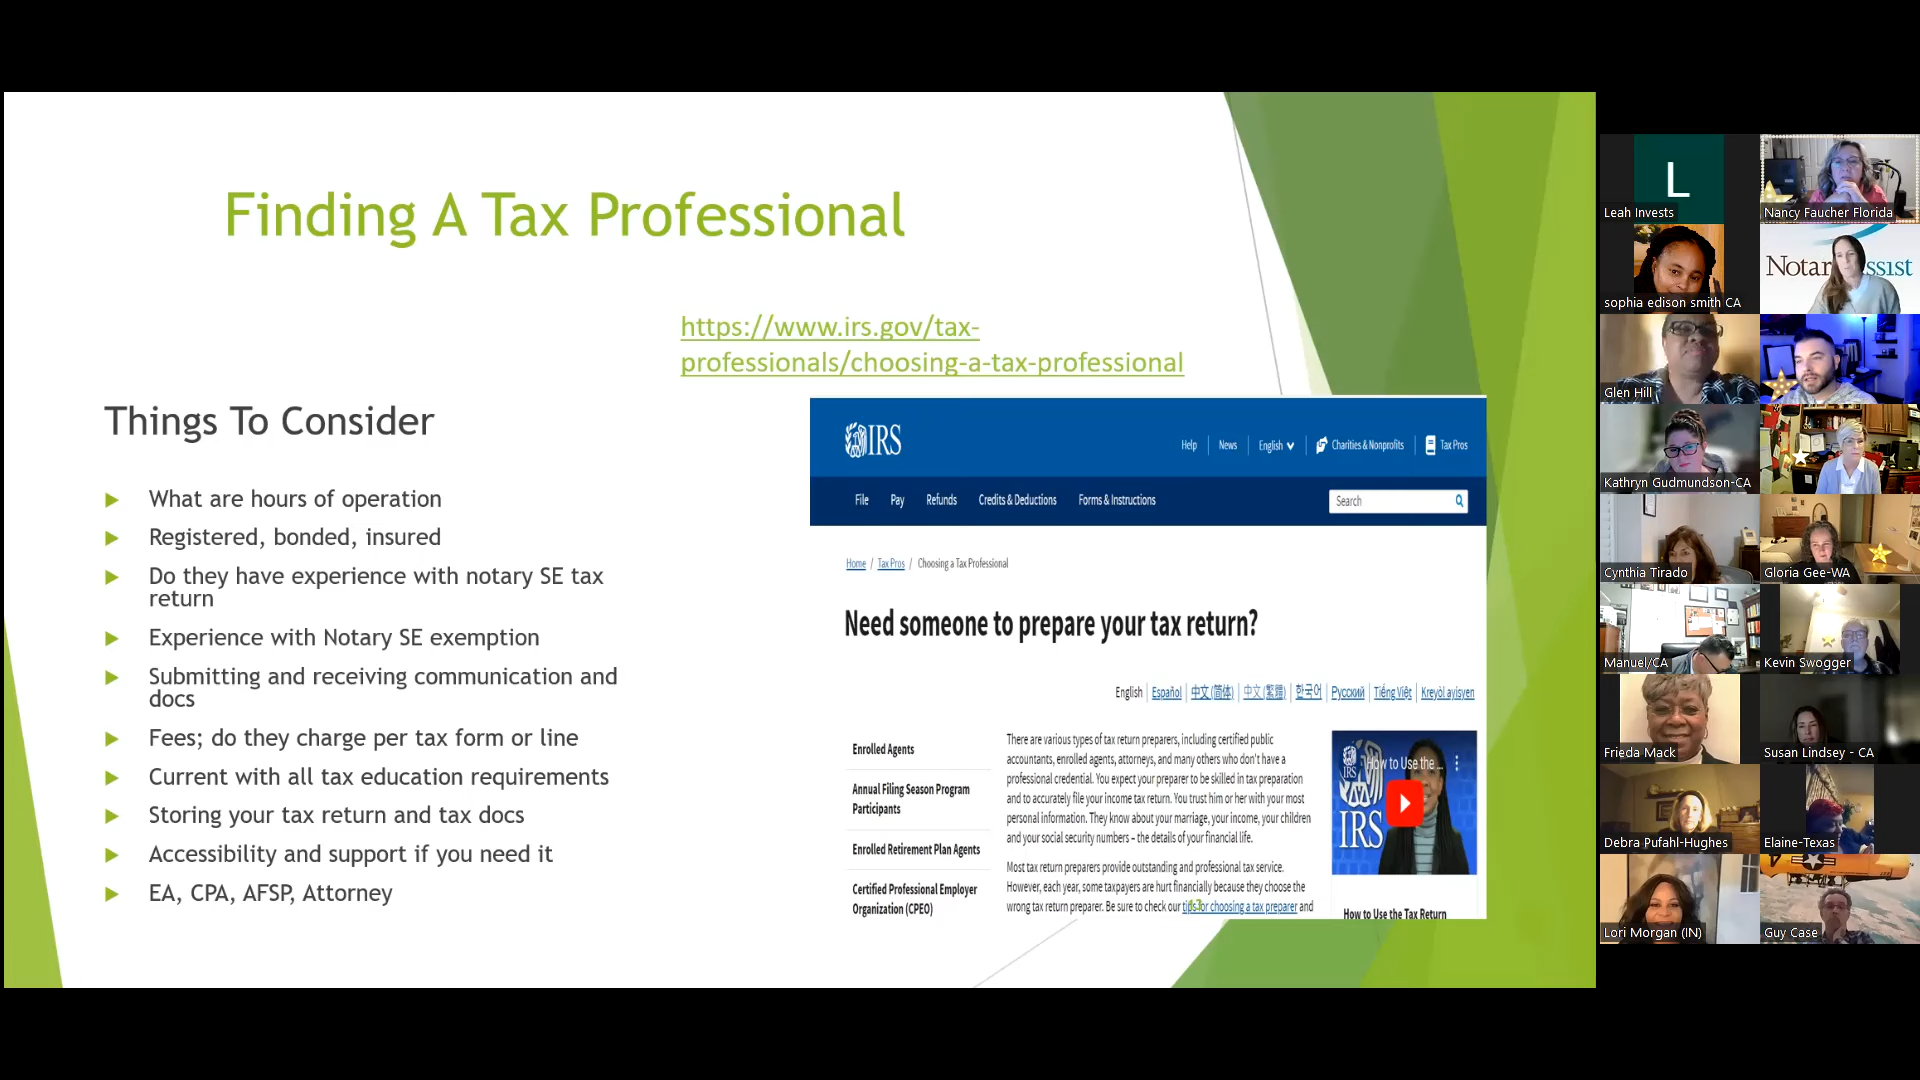 Finding A Tax Professional
https://www.irs.gov/tax-
professionals/choosing-a-tax-professional
Things To Consider
What are hours of operation
Registered, bonded, insured
Do they have experience with notary SE tax
return
Experience with Notary SE exemption
Submitting and receiving communication and
docs
Fees; do they charge per tax form or line
Current with all tax education requirements
Storing your tax return and tax docs
Accessibility and support if you need it
EA, CPA, AFSP, Attorney
IRS
Help News English Charities & Nonprofits Tax Pros
File Pay Refunds Credits & Deductions Forms & Instructions Search
Home / Tax Pros / Choosing a Tax Professional
Need someone to prepare your tax return?
English Español 中文 (简体) 中文 (繁體) 한국어 Русский Tiếng Việt Kreyòl ayisyen
Enrolled Agents
Annual Filing Season Program
Participants
Enrolled Retirement Plan Agents
Certified Professional Employer
Organization (CPEO)
There are various types of tax return preparers, including certified public
accountants, enrolled agents, attorneys, and many others who don't have a
professional credential. You expect your preparer to be skilled in tax preparation
and to accurately file your income tax return. You trust him or her with your most
personal information. They know about your marriage, your income, your children
and your social security numbers – the details of your financial life.
Most tax return preparers provide outstanding and professional tax service.
However, each year, some taxpayers are hurt financially because they choose the
wrong tax return preparer. Be sure to check our tips for choosing a tax preparer and
13
How to Use the ...
IRS
IRS
How to Use the Tax Return
L
Leah Invests
Nancy Faucher Florida
sophia edison smith CA
Notar ssist
Glen Hill
Kathryn Gudmundson-CA
Cynthia Tirado
Gloria Gee-WA
Manuel/CA
Kevin Swogger
Frieda Mack
Susan Lindsey - CA
Debra Pufahl-Hughes
Elaine-Texas
Lori Morgan (IN)
Guy Case